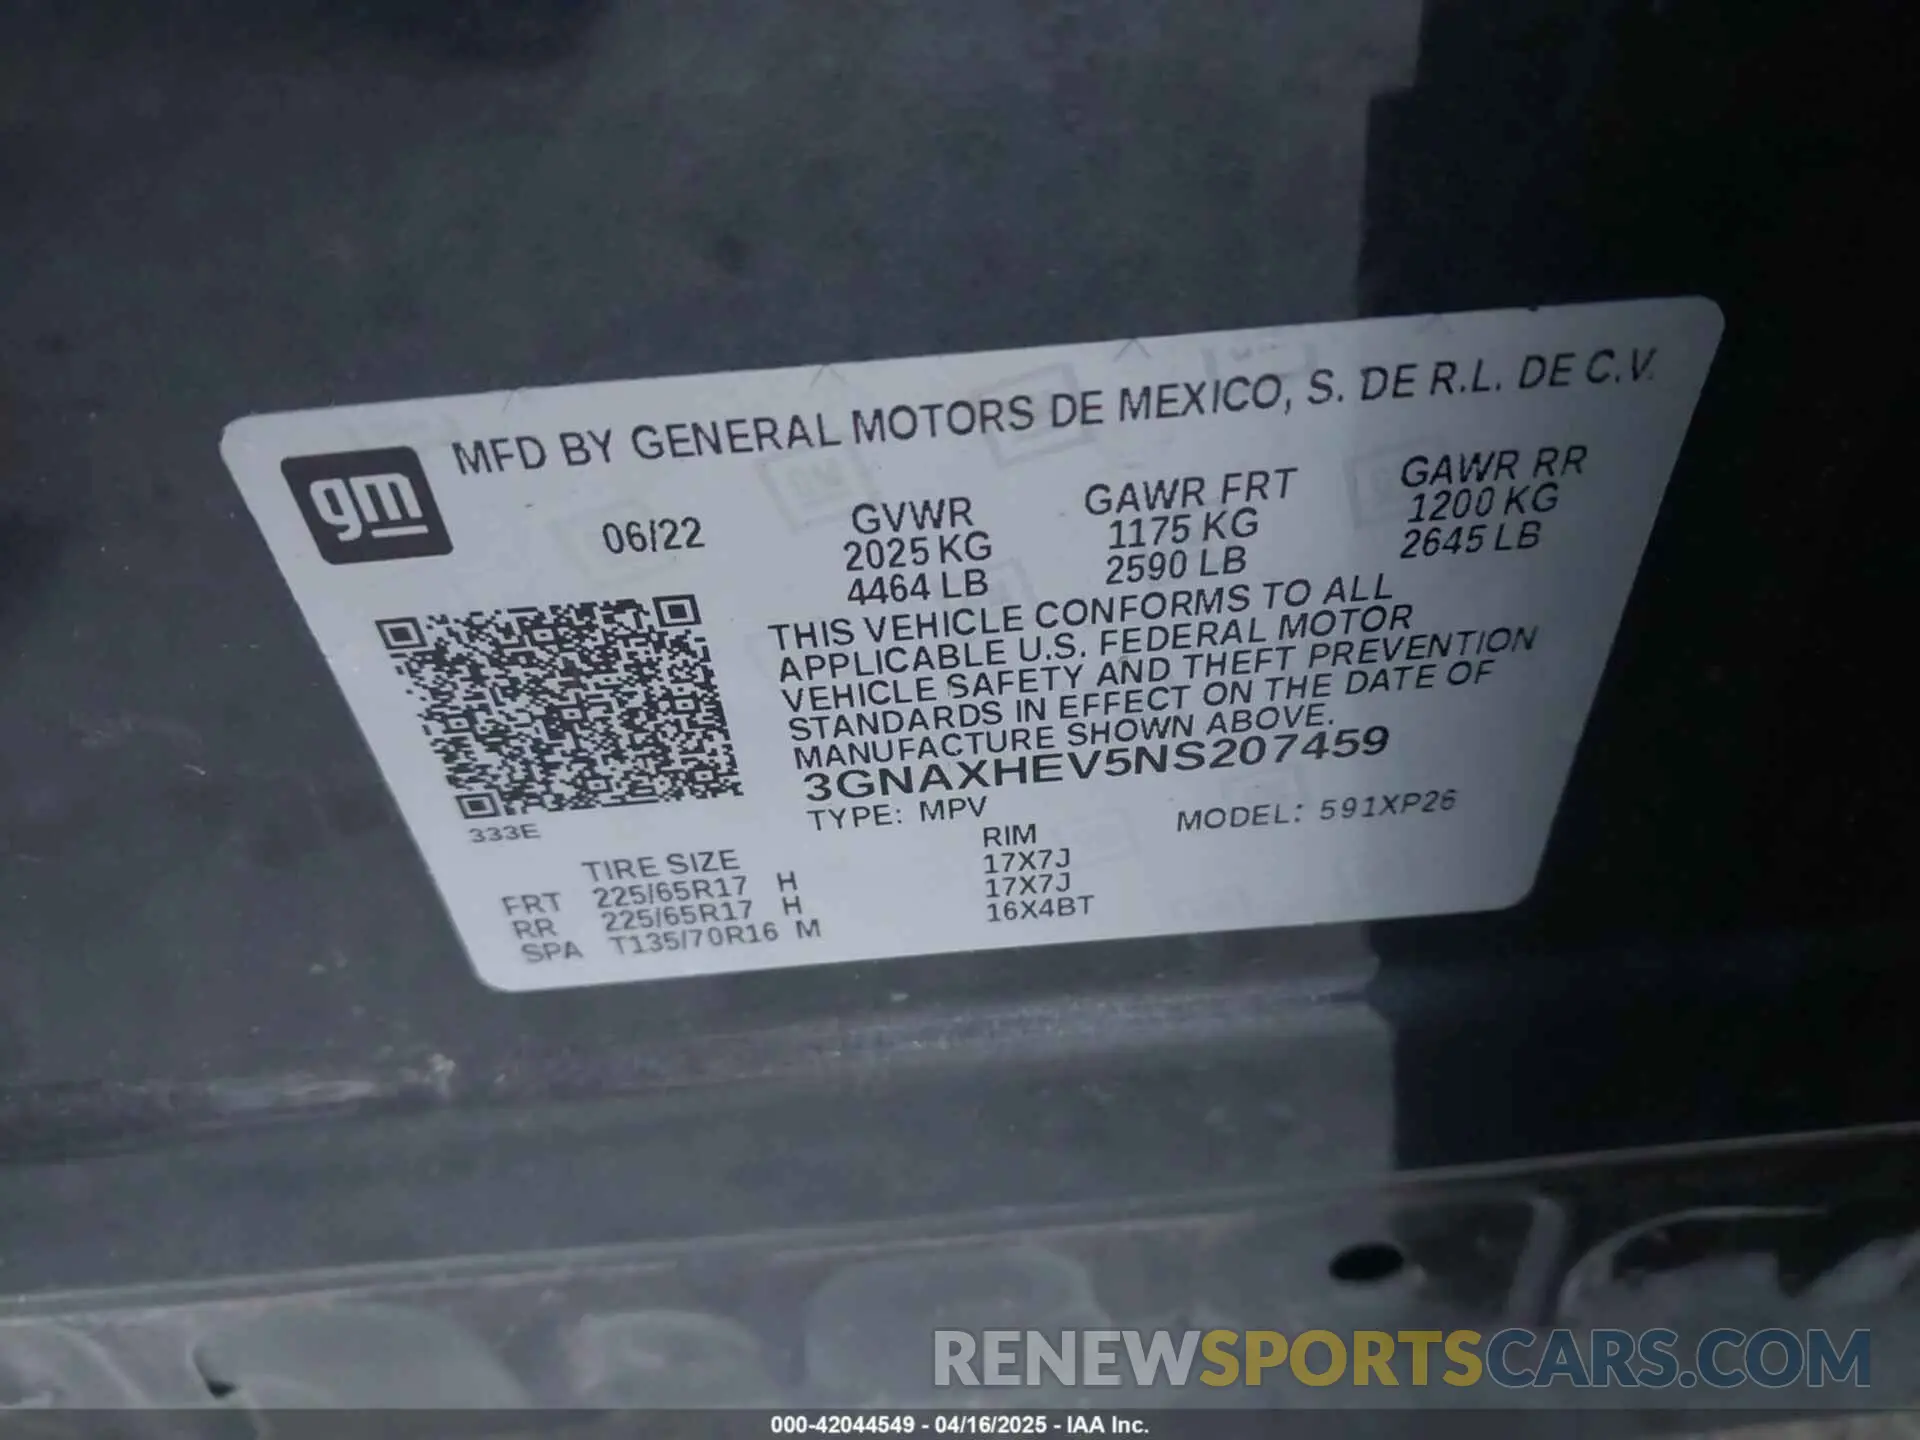 MFD BY GENERAL MOTORS DE MEXICO, S. DE R.L. DE C.V.
gm
06/22
GVWR
2025 KG
4464 LB
GAWR FRT
1175 KG
2590 LB
GAWR RR
1200 KG
2645 LB
THIS VEHICLE CONFORMS TO ALL
APPLICABLE U.S. FEDERAL MOTOR
VEHICLE SAFETY AND THEFT PREVENTION
STANDARDS IN EFFECT ON THE DATE OF
MANUFACTURE SHOWN ABOVE.
3GNAXHEV5NS207459
TYPE: MPV MODEL: 591XP26
333E
TIRE SIZE RIM
FRT 225/65R17 H 17X7J
RR 225/65R17 H 17X7J
SPA T135/70R16 M 16X4BT
RENEWSPORTSCARS.COM
000-42044549 - 04/16/2025 - IAA Inc.